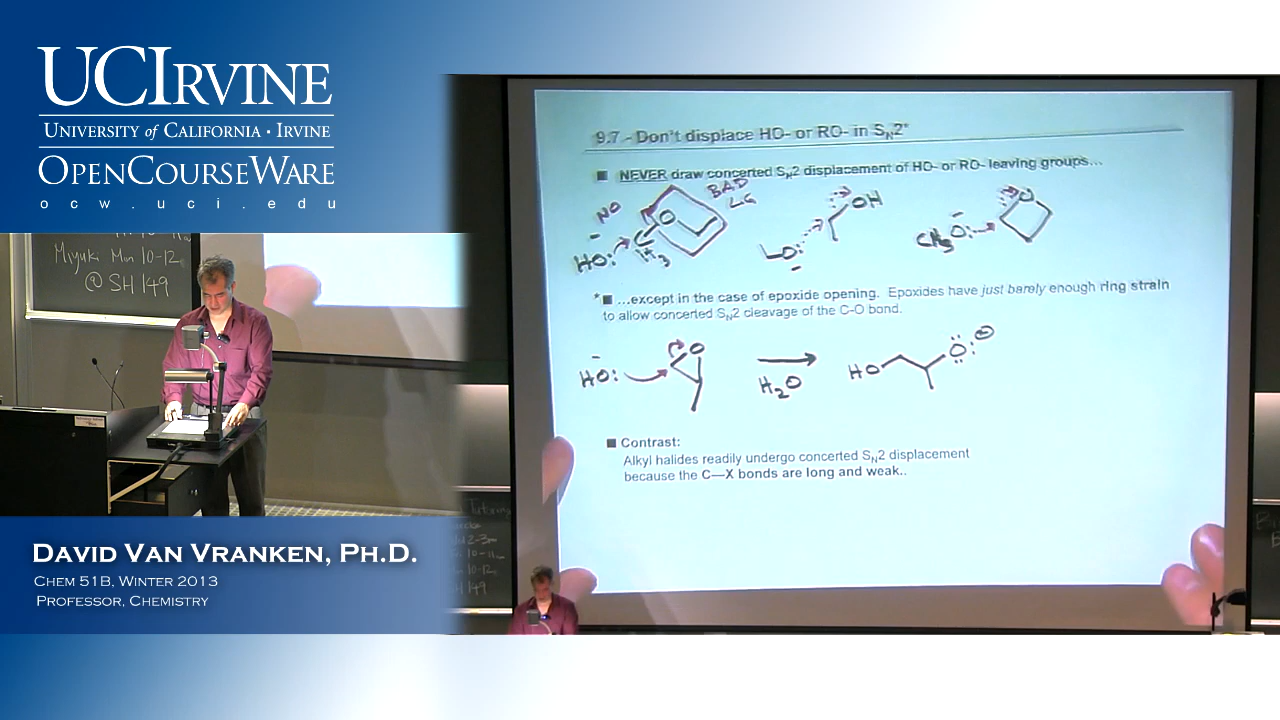 UCIRVINE
UNIVERSITY of CALIFORNIA · IRVINE
OPENCOURSEWARE
ocw.uci.edu
Miyuki Mon 10-12
@ SH 149
DAVID VAN VRANKEN, PH.D.
CHEM 51B, WINTER 2013
PROFESSOR, CHEMISTRY
9.7 - Don't displace HO- or RO- in SN2*
■ NEVER draw concerted SN2 displacement of HO- or RO- leaving groups...
NO
BAD
LG
HO:
C
H3
O
OH
CH3O:
O
* ■ ...except in the case of epoxide opening. Epoxides have just barely enough ring strain
to allow concerted SN2 cleavage of the C-O bond.
HO:
O
H2O
HO
O
■ Contrast:
Alkyl halides readily undergo concerted SN2 displacement
because the C—X bonds are long and weak..